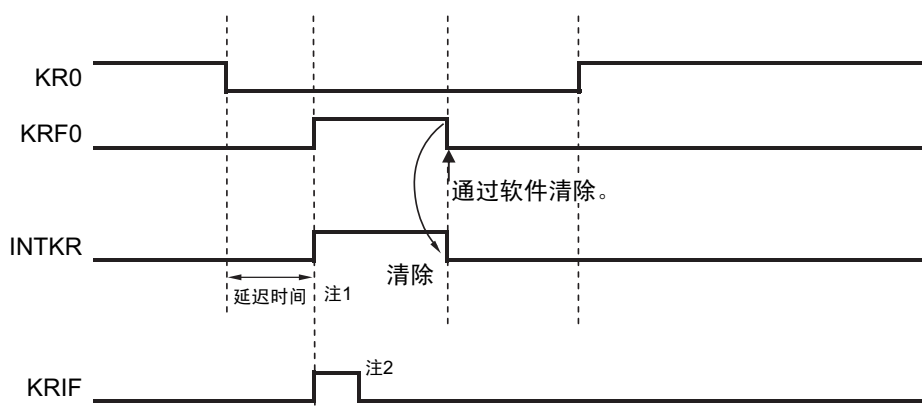 KR0
KRF0
通过软件清除。
INTKR
清除
延迟时间
注1
注2
KRIF